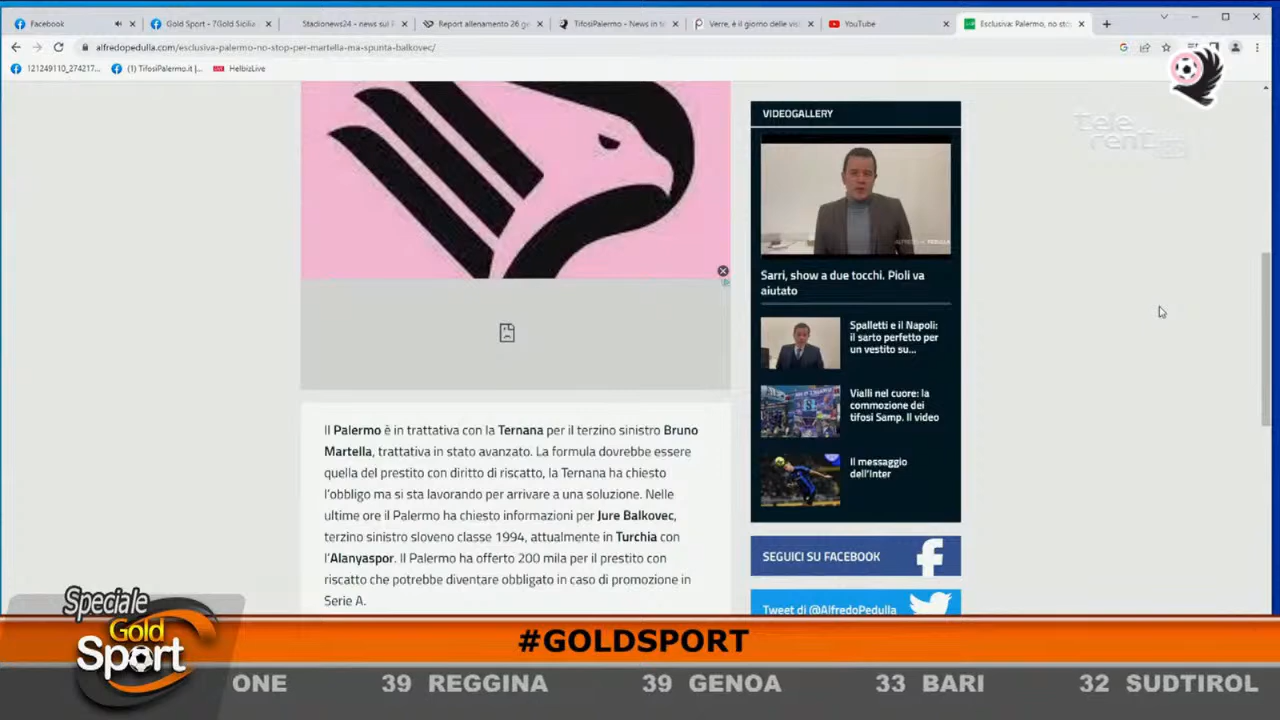 Facebook
Gold Sport - 7Gold Sicilia
Stadionews24 - news sul P
Report allenamento 26 ge
TifosiPalermo - News in te
Verre, è il giorno delle visi
YouTube
Esclusiva: Palermo, no sto
alfredopedulla.com/esclusiva-palermo-no-stop-per-martella-ma-spunta-balkovec/
121249110_274217...
(1) TifosiPalermo.it |...
HelbizLive
tele
rent
VIDEOGALLERY
ALFREDO PEDULLA
Sarri, show a due tocchi. Pioli va
aiutato
Spalletti e il Napoli:
il sarto perfetto per
un vestito su...
Vialli nel cuore: la
commozione dei
tifosi Samp. Il video
Il messaggio
dell'Inter
Il Palermo è in trattativa con la Ternana per il terzino sinistro Bruno
Martella, trattativa in stato avanzato. La formula dovrebbe essere
quella del prestito con diritto di riscatto, la Ternana ha chiesto
l'obbligo ma si sta lavorando per arrivare a una soluzione. Nelle
ultime ore il Palermo ha chiesto informazioni per Jure Balkovec,
terzino sinistro sloveno classe 1994, attualmente in Turchia con
l'Alanyaspor. Il Palermo ha offerto 200 mila per il prestito con
riscatto che potrebbe diventare obbligato in caso di promozione in
Serie A.
SEGUICI SU FACEBOOK
Tweet di @AlfredoPedulla
Speciale
Gold
Sport
#GOLDSPORT
ONE 39 REGGINA 39 GENOA 33 BARI 32 SUDTIROL